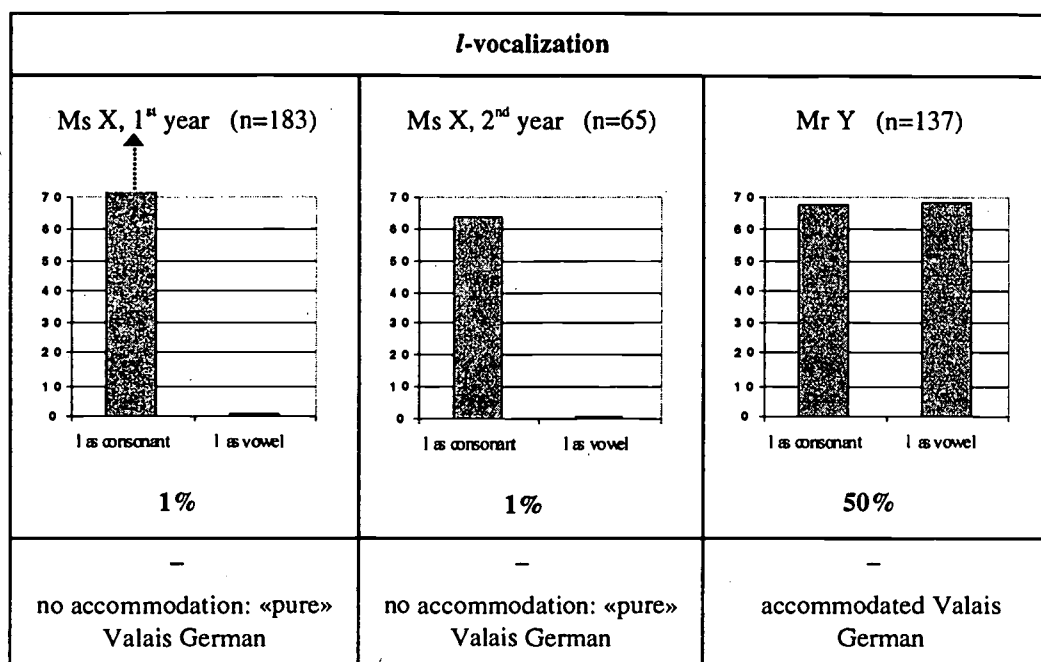 l-vocalization
Ms X, 1st year (n=183)
70
60
50
40
30
20
10
0
l as consonant l as vowel
1%
–
no accommodation: «pure»
Valais German
Ms X, 2nd year (n=65)
70
60
50
40
30
20
10
0
l as consonant l as vowel
1%
–
no accommodation: «pure»
Valais German
Mr Y (n=137)
70
60
50
40
30
20
10
0
l as consonant l as vowel
50%
–
accommodated Valais
German